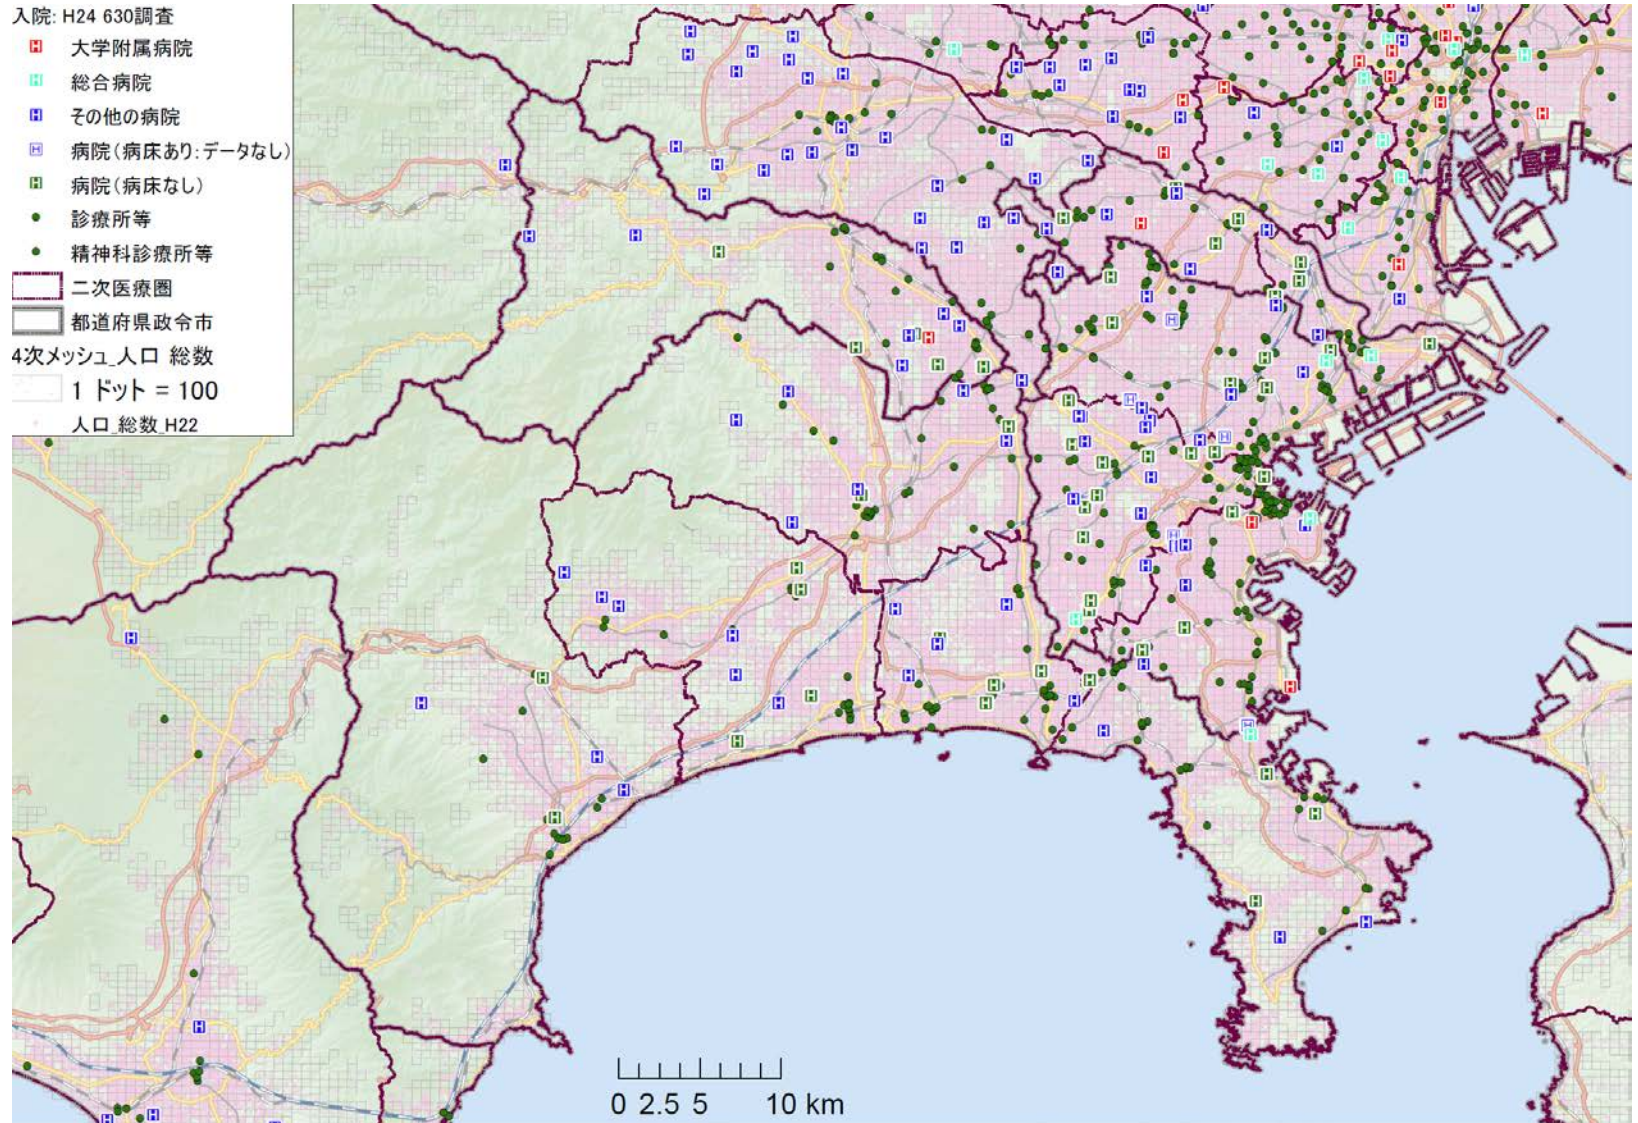 入院: H24 630調査
大学附属病院
総合病院
その他の病院
病院(病床あり:データなし)
病院(病床なし)
診療所等
精神科診療所等
二次医療圏
都道府県政令市
4次メッシュ_人口 総数
1 ドット = 100
人口_総数_H22
0 2.5 5 10 km